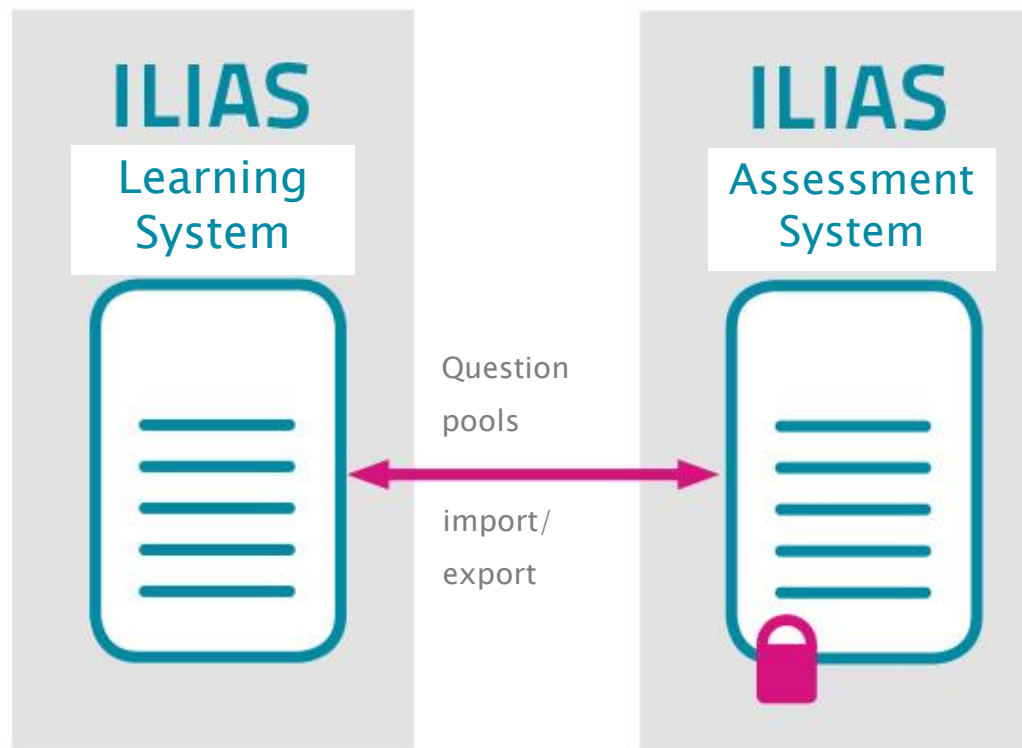 ILIAS
Learning
System
Question
pools
import/
export
ILIAS
Assessment
System